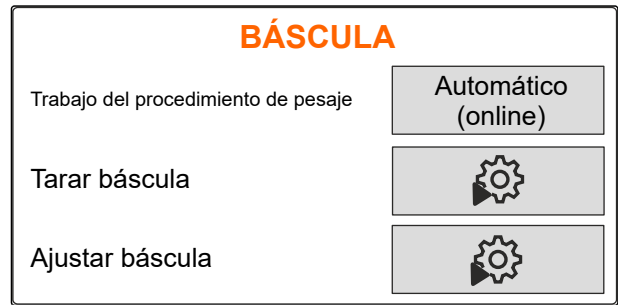 BÁSCULA
Trabajo del procedimiento de pesaje
Automático
(online)
Tarar báscula
Ajustar báscula